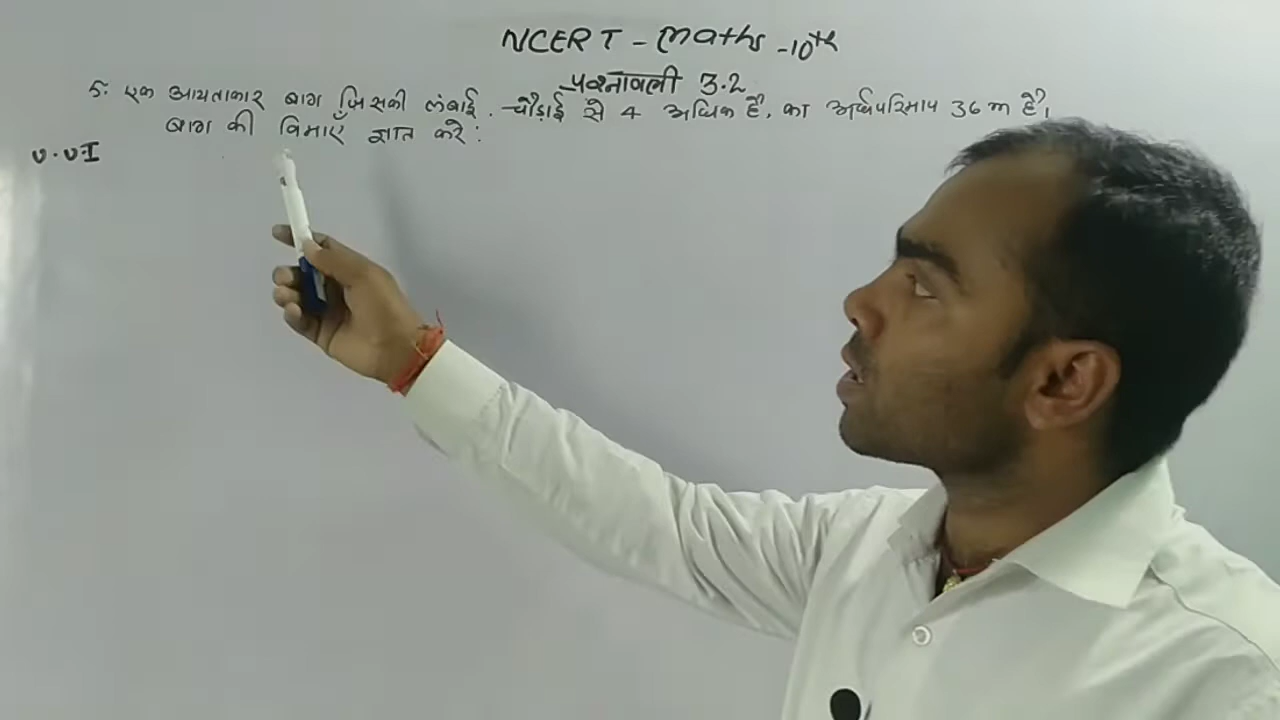 NCERT - Maths - 10th
प्रश्नावली 3.2
5. एक आयताकार बाग जिसकी लंबाई, चौड़ाई से 4 अधिक है, का अर्धपरिमाप 36 m है।
बाग की विमाएँ ज्ञात करे:
V.V.I